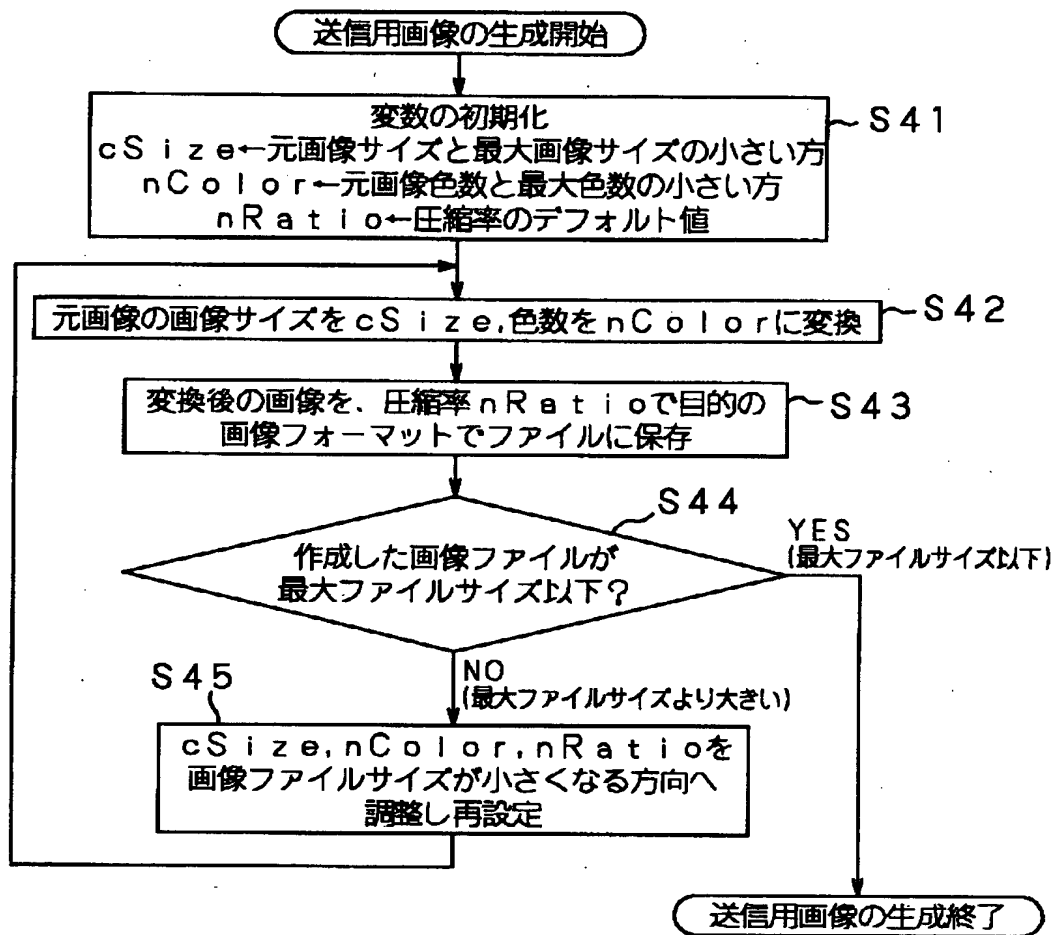 送信用画像の生成開始
変数の初期化
cSize←元画像サイズと最大画像サイズの小さい方
nColor←元画像色数と最大色数の小さい方
nRatio←圧縮率のデフォルト値
S41
元画像の画像サイズをcSize,色数をnColorに変換
S42
変換後の画像を、圧縮率nRatioで目的の
画像フォーマットでファイルに保存
S43
S44
作成した画像ファイルが
最大ファイルサイズ以下?
YES
(最大ファイルサイズ以下)
NO
(最大ファイルサイズより大きい)
S45
cSize,nColor,nRatioを
画像ファイルサイズが小さくなる方向へ
調整し再設定
送信用画像の生成終了